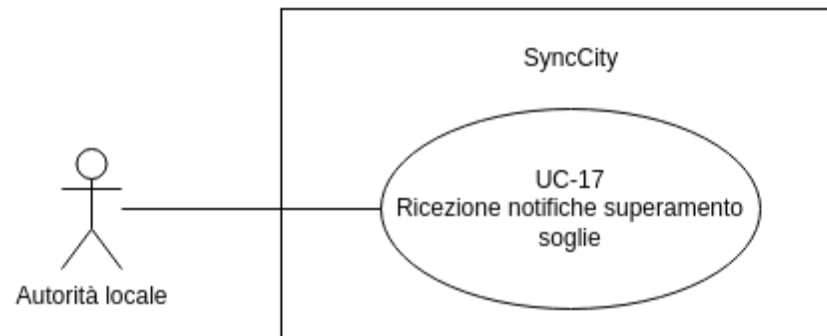 SyncCity
UC-17
Ricezione notifiche superamento
soglie
Autorità locale